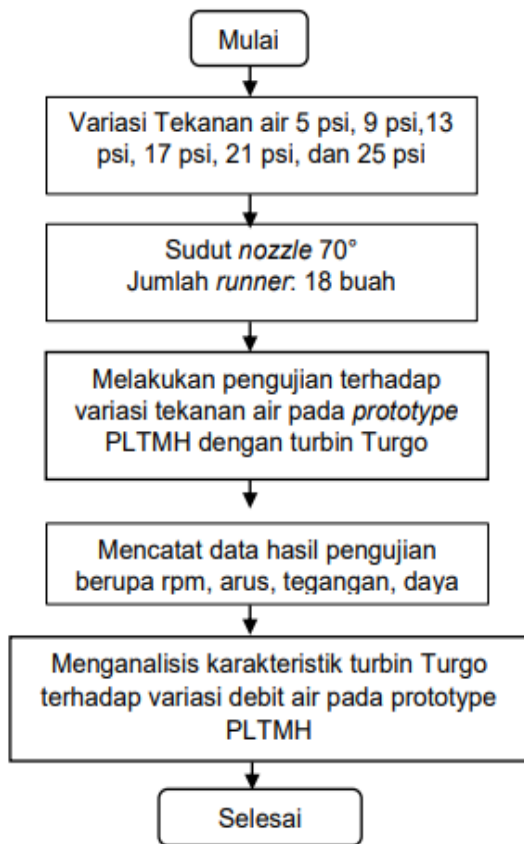 Mulai
Variasi Tekanan air 5 psi, 9 psi,13
psi, 17 psi, 21 psi, dan 25 psi
Sudut nozzle 70°
Jumlah runner: 18 buah
Melakukan pengujian terhadap
variasi tekanan air pada prototype
PLTMH dengan turbin Turgo
Mencatat data hasil pengujian
berupa rpm, arus, tegangan, daya
Menganalisis karakteristik turbin Turgo
terhadap variasi debit air pada prototype
PLTMH
Selesai